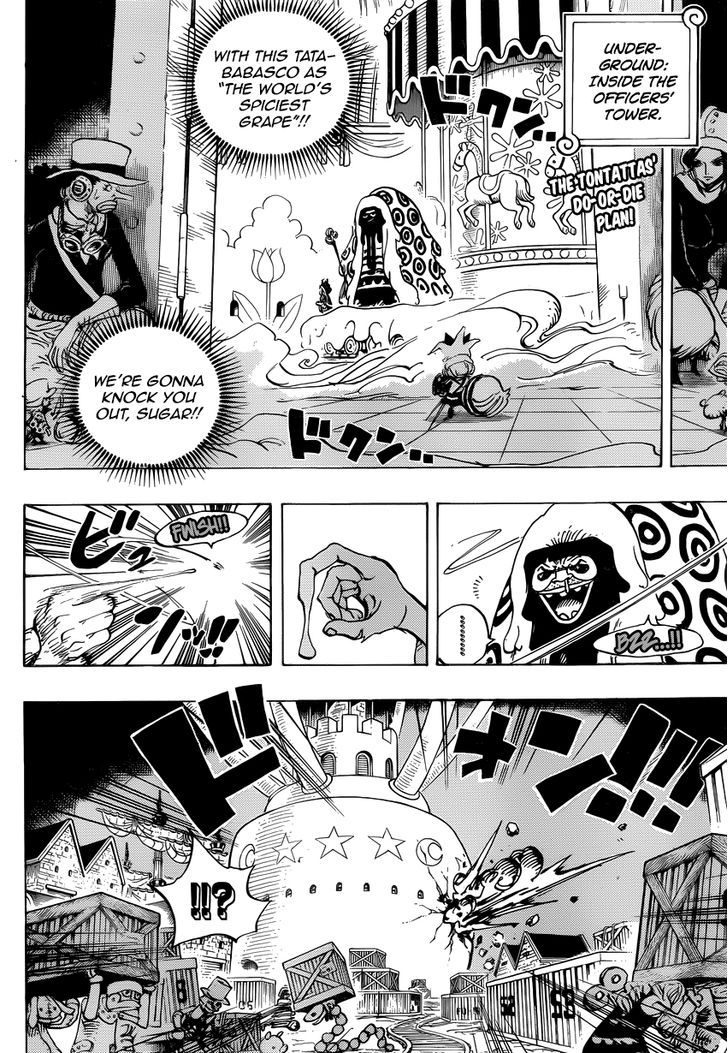 UNDER-
GROUND:
INSIDE THE
OFFICERS'
TOWER.
THE TONTATTAS'
DO-OR-DIE
PLAN!
WITH THIS TATA-
BABASCO AS
"THE WORLD'S
SPICIEST
GRAPE"!!
ドクン‥
WE'RE GONNA
KNOCK YOU
OUT, SUGAR!!
ドクン‥
BZZ...!!
FWISH!!
ビュッ!!
ドオン!!!
!!?